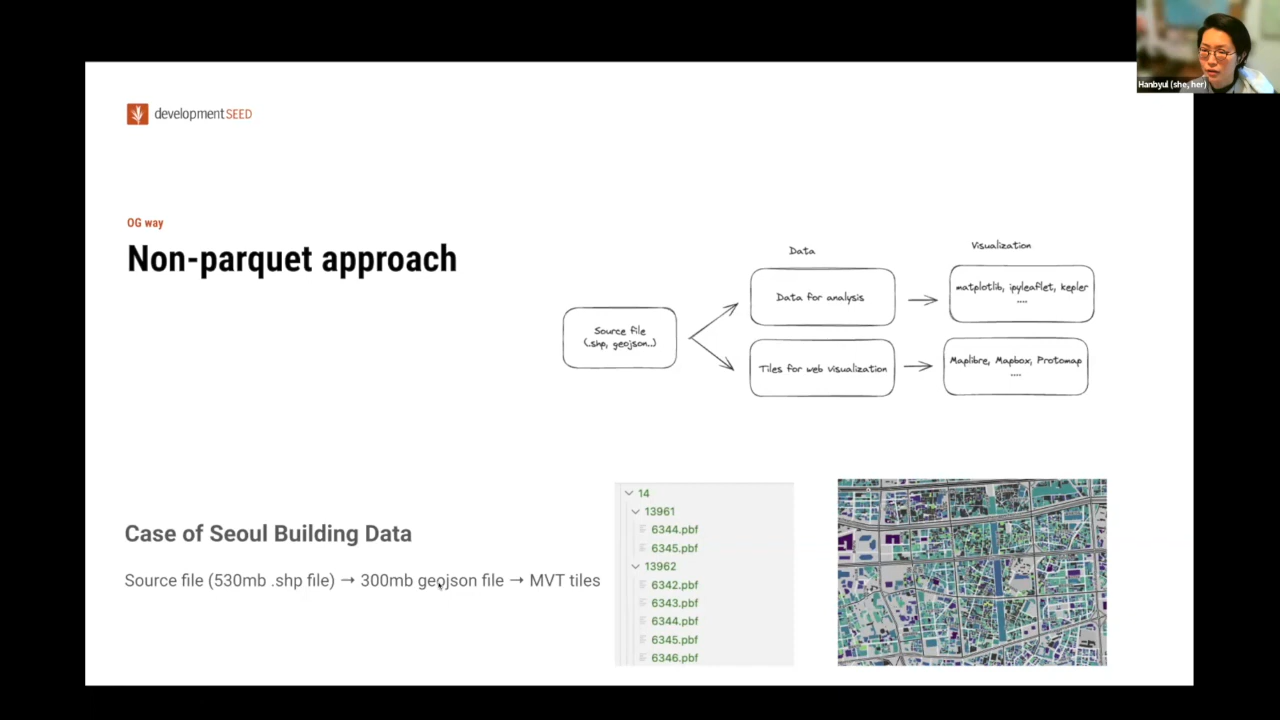 Hanbyul (she, her)
development SEED
OG way
Non-parquet approach
Data
Visualization
Source file
(.shp, geojson..)
Data for analysis
matplotlib, ipyleaflet, kepler
....
Tiles for web visualization
Maplibre, Mapbox, Protomap
....
Case of Seoul Building Data
Source file (530mb .shp file) → 300mb geojson file → MVT tiles
14
13961
6344.pbf
6345.pbf
13962
6342.pbf
6343.pbf
6344.pbf
6345.pbf
6346.pbf